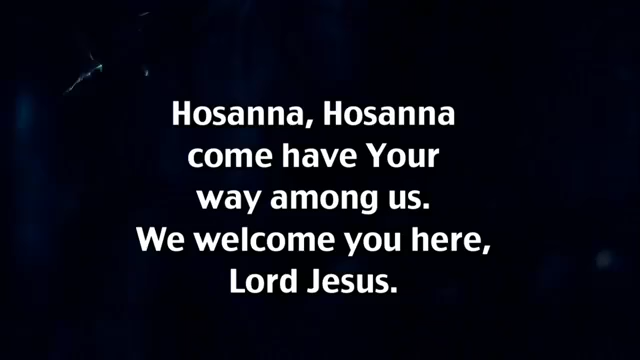 Hosanna, Hosanna
come have Your
way among us.
We welcome you here,
Lord Jesus.